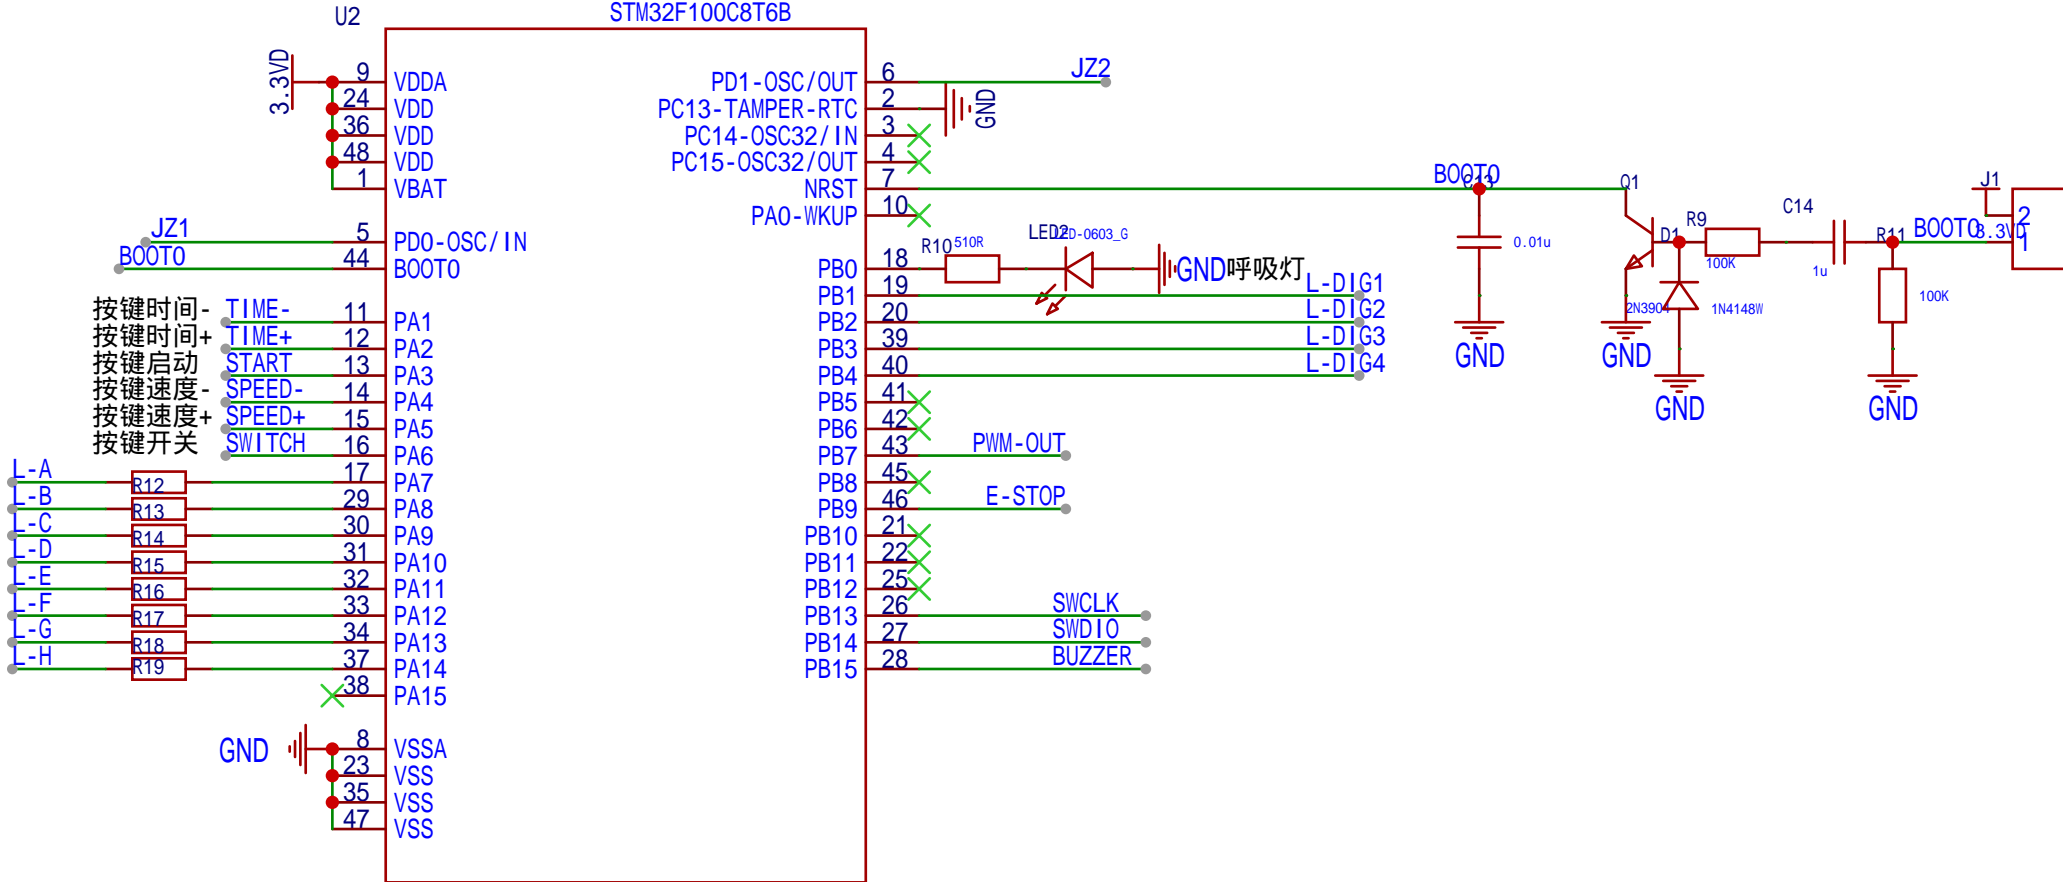 U2
STM32F100C8T6B
3.3VD
9 VDDA
24 VDD
36 VDD
48 VDD
1 VBAT
JZ1 5 PD0-OSC/IN
BOOT0 44 BOOT0
按键时间- TIME- 11 PA1
按键时间+ TIME+ 12 PA2
按键启动 START 13 PA3
按键速度- SPEED- 14 PA4
按键速度+ SPEED+ 15 PA5
按键开关 SWITCH 16 PA6
L-A R12 17 PA7
L-B R13 29 PA8
L-C R14 30 PA9
L-D R15 31 PA10
L-E R16 32 PA11
L-F R17 33 PA12
L-G R18 34 PA13
L-H R19 37 PA14
38 PA15
GND 8 VSSA
23 VSS
35 VSS
47 VSS
PD1-OSC/OUT 6 JZ2
PC13-TAMPER-RTC 2 GND
PC14-OSC32/IN 3
PC15-OSC32/OUT 4
NRST 7
PA0-WKUP 10
PB0 18 R10 510R LED2 LED-0603_G GND 呼吸灯
PB1 19 L-DIG1
PB2 20 L-DIG2
PB3 39 L-DIG3
PB4 40 L-DIG4
PB5 41
PB6 42
PB7 43 PWM-OUT
PB8 45
PB9 46 E-STOP
PB10 21
PB11 22
PB12 25
PB13 26 SWCLK
PB14 27 SWDIO
PB15 28 BUZZER
BOOT0
C13
0.01u
GND
Q1
2N3904
GND
D1
1N4148W
GND
R9
100K
C14
1u
R11
100K
GND
BOOT0
J1
3.3VD
2
1